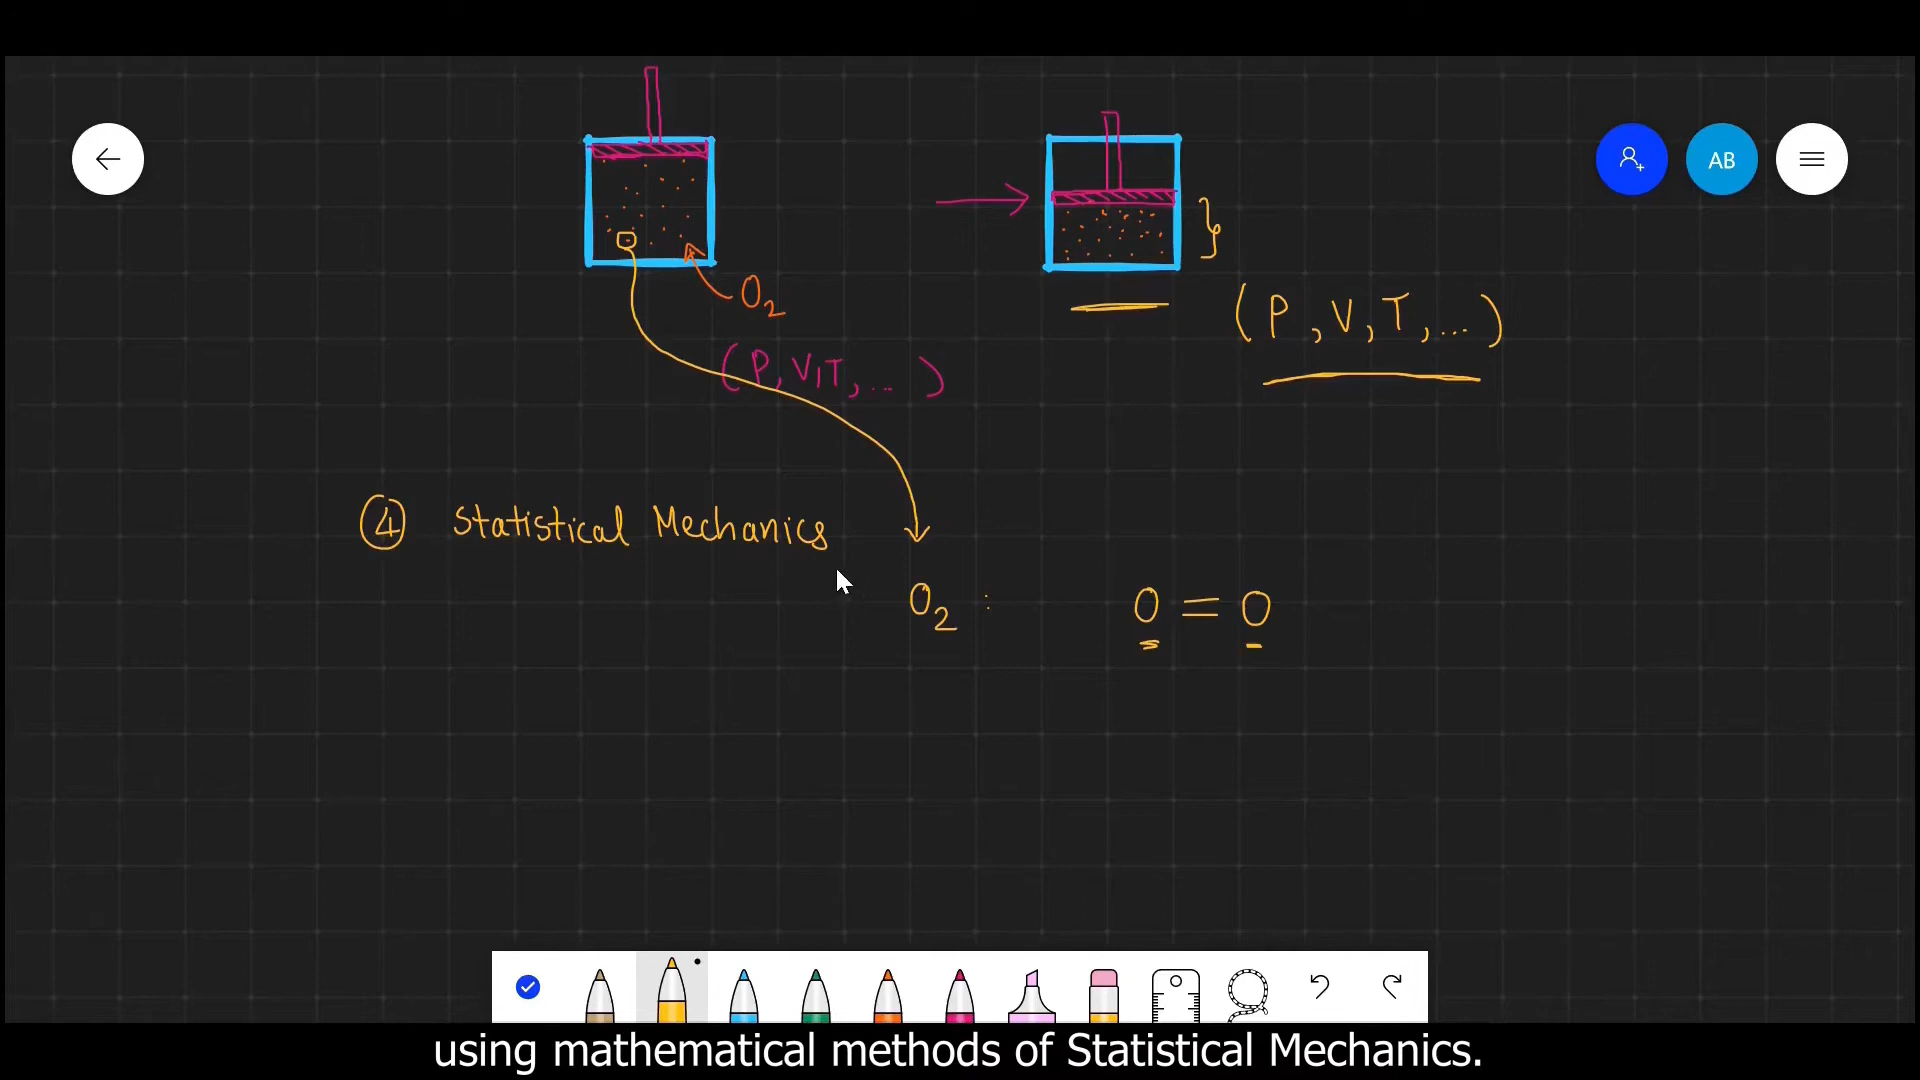 AB
O2
(P, V, T, ...)
(P, V, T, ...)
④ Statistical Mechanics
O2 : O = O
using mathematical methods of Statistical Mechanics.